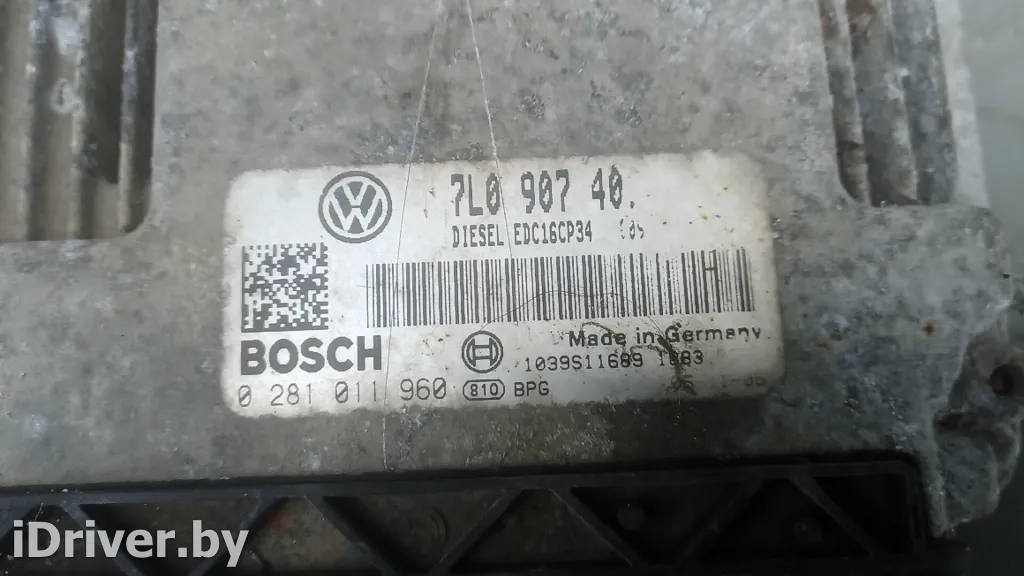 7L0 907 40
DIESEL EDC16CP34
BOSCH
Made in Germany
1039S11689
0 281 011 960 810 BPG
iDriver.by